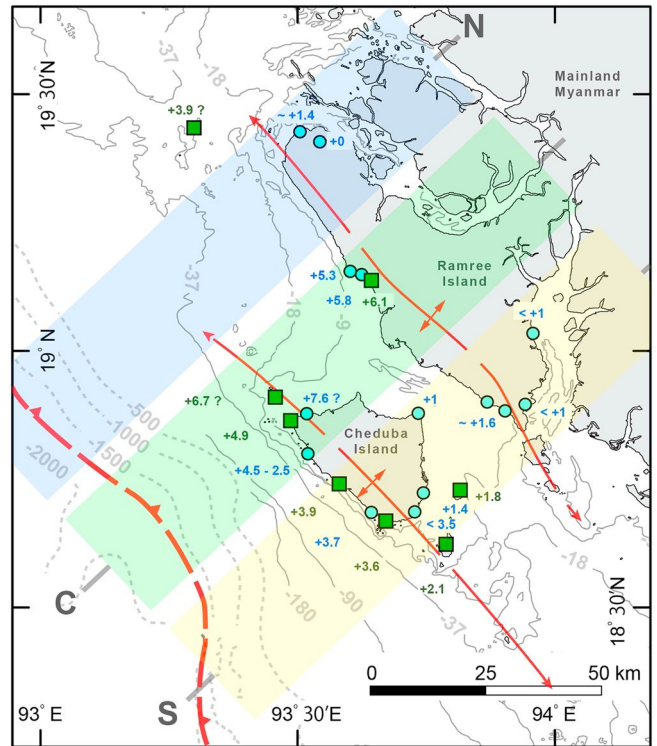 N
-37
-18
Mainland
Myanmar
19° 30'N
+3.9 ?
~ +1.4
+0
-37
-18
-9
+5.3
+5.8
+6.1
Ramree
Island
< +1
19° N
+6.7 ?
+7.6 ?
+1
~ +1.6
< +1
500
-1000
-1500
-2000
+4.9
Cheduba
Island
+4.5 - 2.5
+1.8
+1.4
+3.9
< 3.5
+3.7
+3.6
+2.1
-18
-180
-90
-37
18° 30'N
C
S
0
25
50 km
93° E
93° 30'E
94° E